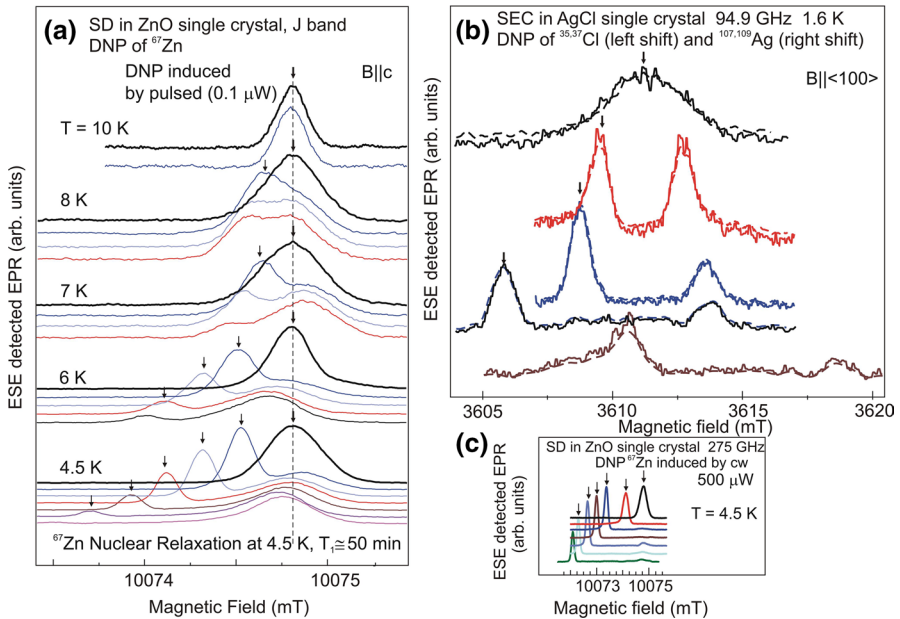 (a) SD in ZnO single crystal, J band
DNP of ⁶⁷Zn
DNP induced
by pulsed (0.1 μW)
B||c
T = 10 K
8 K
7 K
6 K
4.5 K
⁶⁷Zn Nuclear Relaxation at 4.5 K, T₁≅50 min
ESE detected EPR (arb. units)
10074
10075
Magnetic Field (mT)
(b) SEC in AgCl single crystal 94.9 GHz 1.6 K
DNP of ³⁵,³⁷Cl (left shift) and ¹⁰⁷,¹⁰⁹Ag (right shift)
B||<100>
ESE detected EPR (arb. units)
3605
3610
3615
3620
Magnetic field (mT)
(c) SD in ZnO single crystal 275 GHz
DNP ⁶⁷Zn induced by cw
500 μW
T = 4.5 K
ESE detected EPR
(arb. units)
10073
10075
Magnetic field (mT)